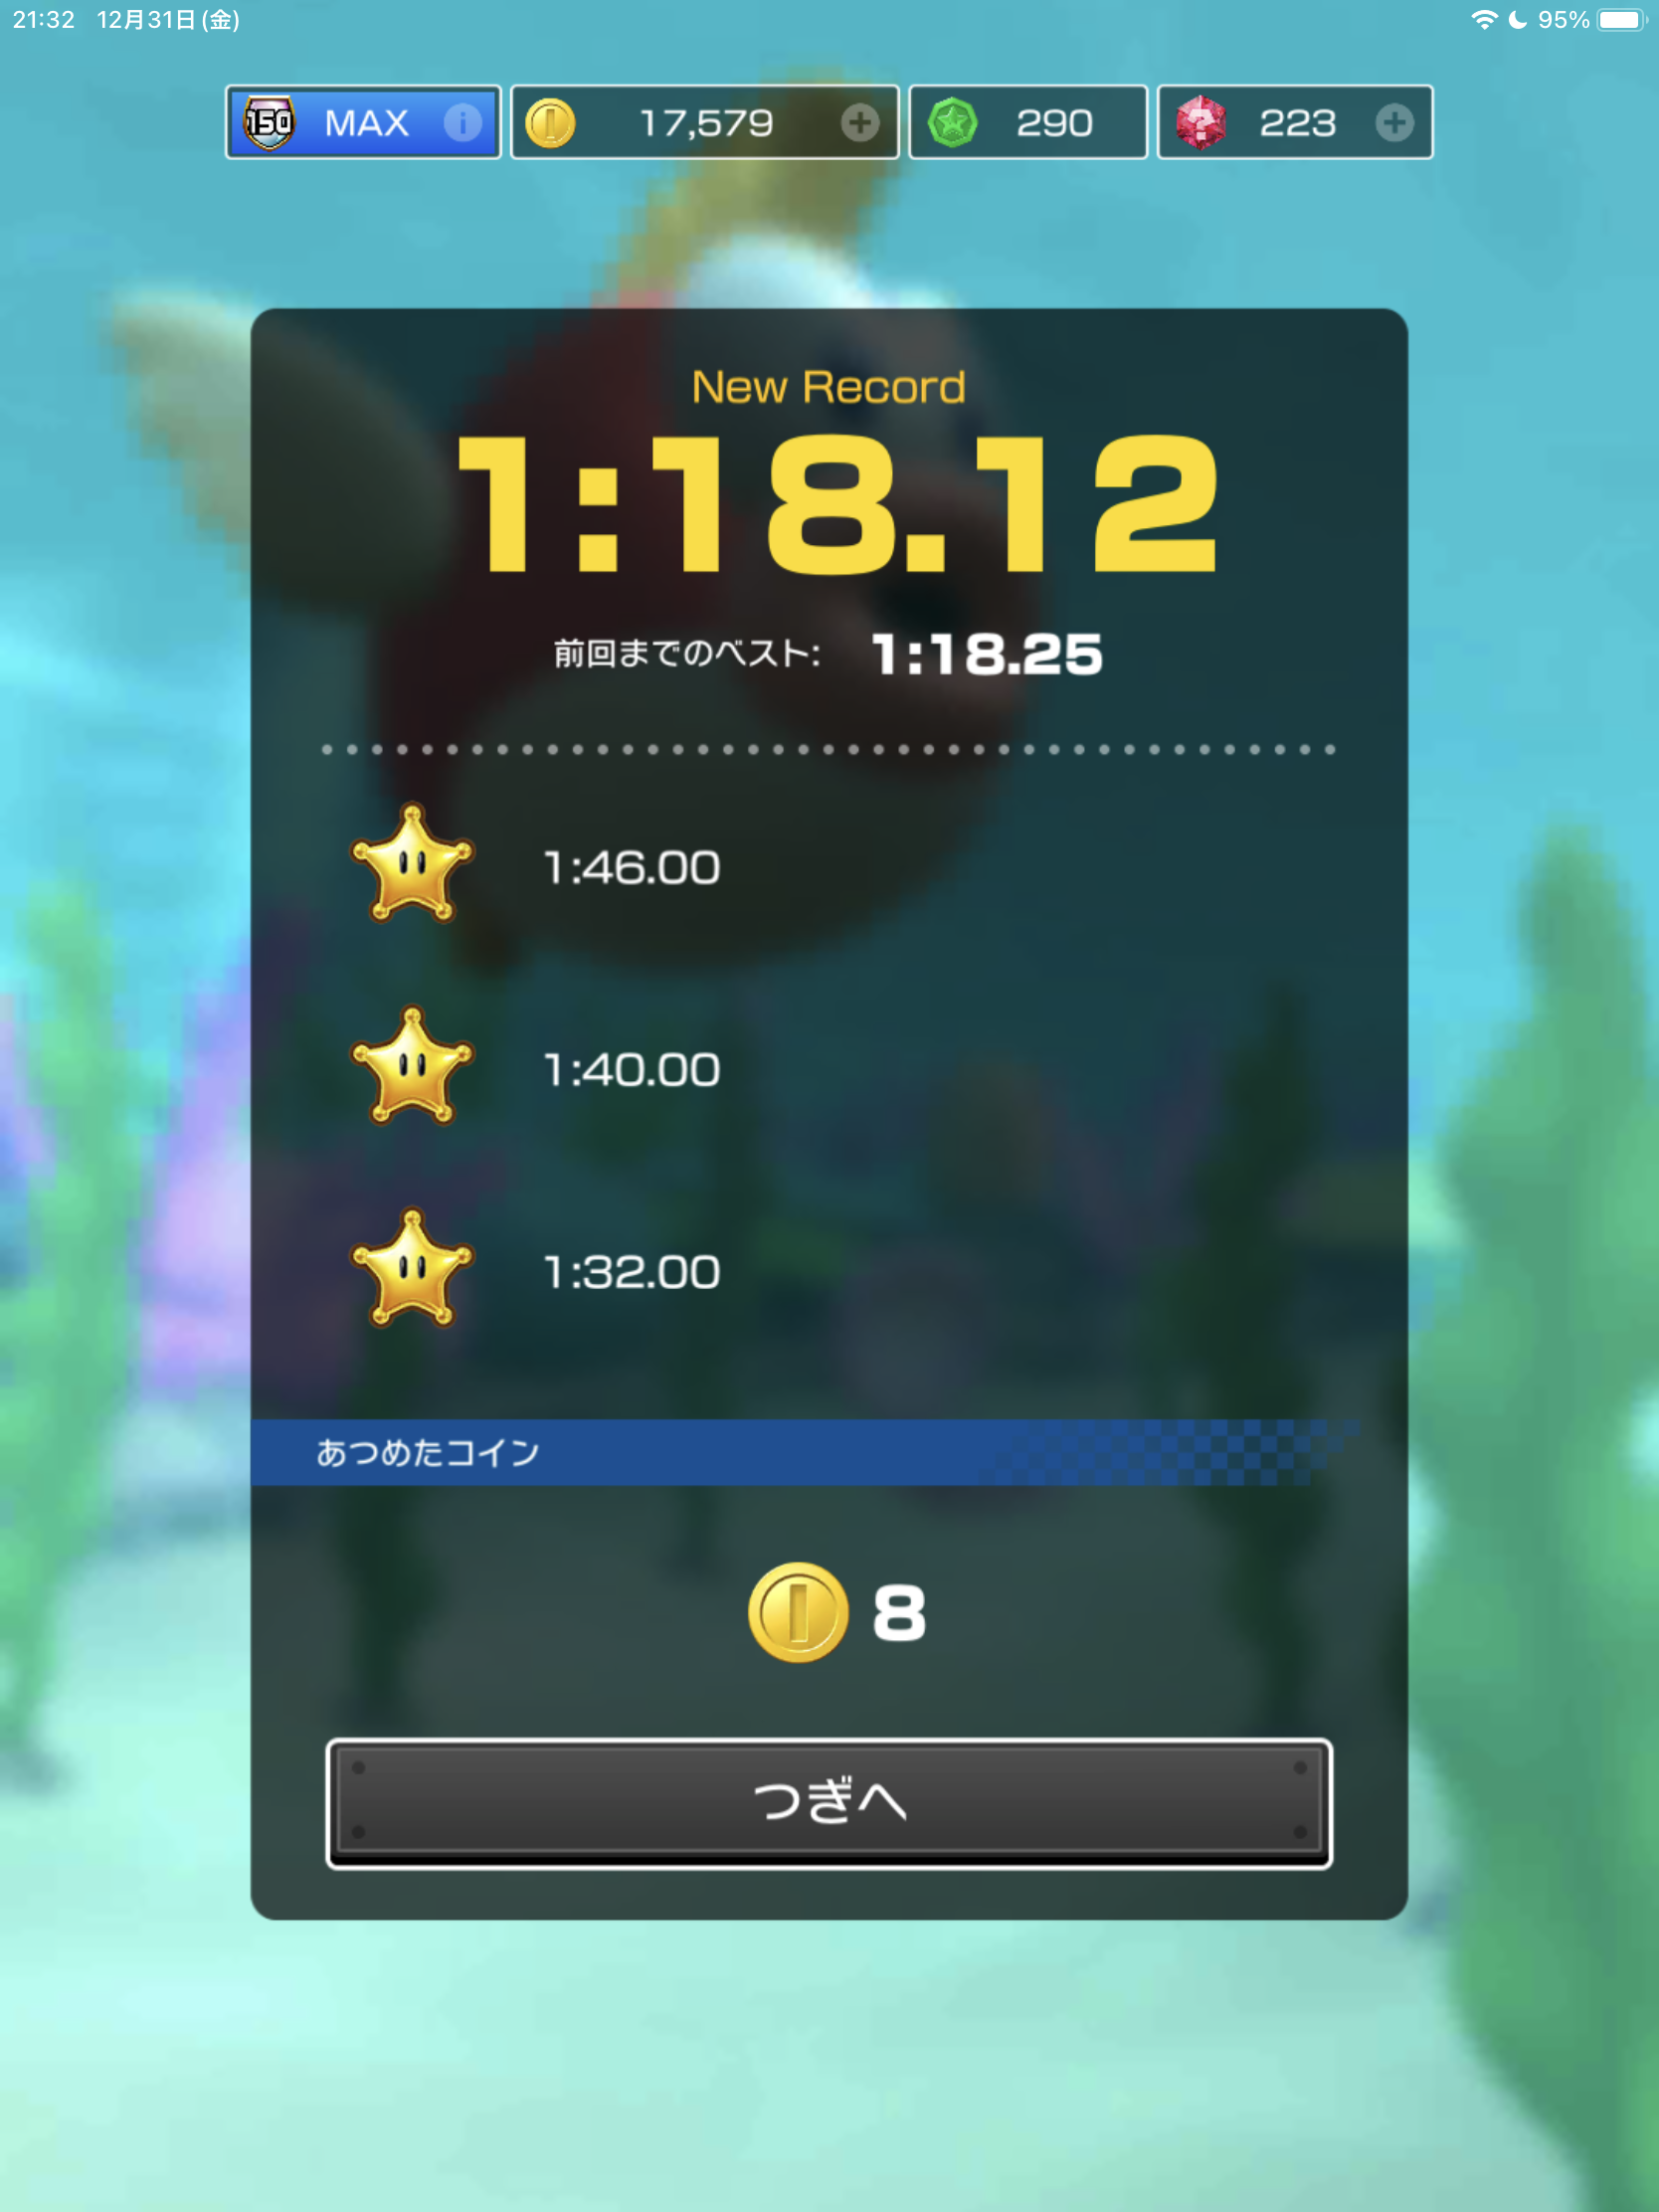 21:32 12月31日(金) 95%
150 MAX i 17,579 + 290 ? 223 +
New Record
1:18.12
前回までのベスト: 1:18.25
1:46.00
1:40.00
1:32.00
あつめたコイン
8
つぎへ